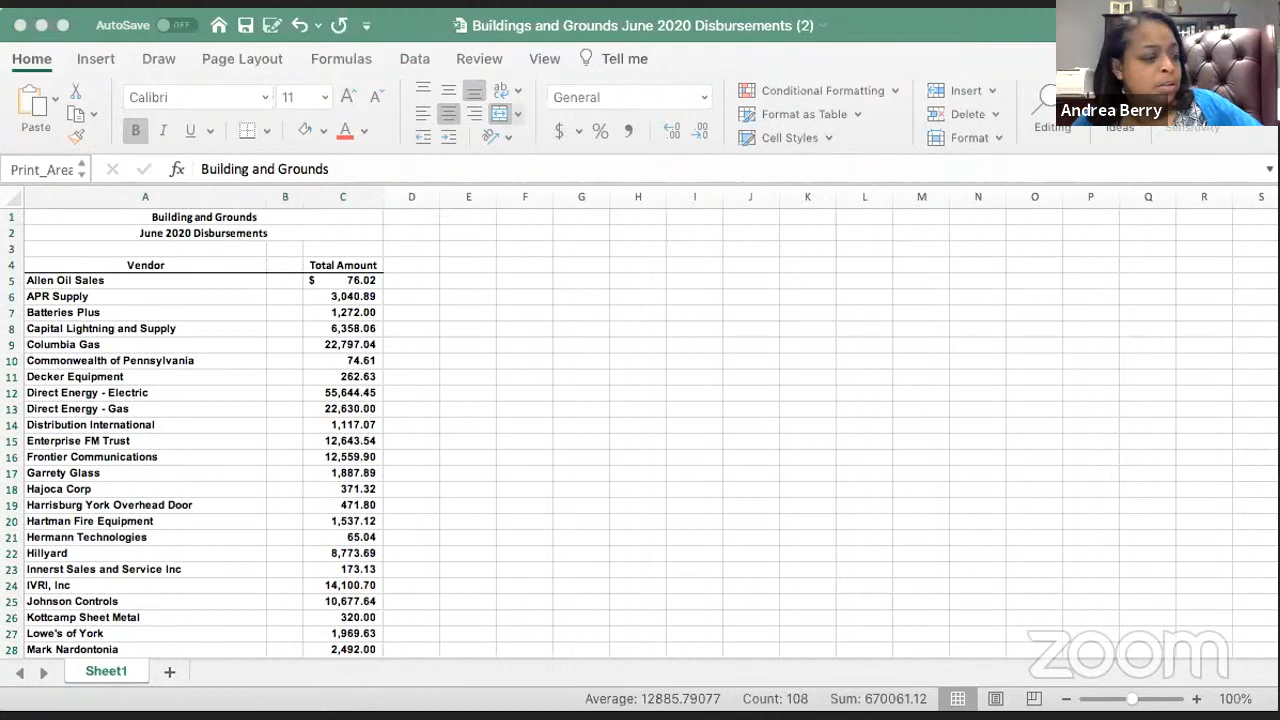 AutoSave OFF Buildings and Grounds June 2020 Disbursements (2)
Home Insert Draw Page Layout Formulas Data Review View Tell me
Paste Calibri 11 General Conditional Formatting Format as Table Cell Styles Insert Delete Format Editing Ideas Sensitivity
Andrea Berry
Print_Area fx Building and Grounds
A B C D E F G H I J K L M N O P Q R S
1 Building and Grounds
2 June 2020 Disbursements
3
4 Vendor Total Amount
5 Allen Oil Sales $ 76.02
6 APR Supply 3,040.89
7 Batteries Plus 1,272.00
8 Capital Lightning and Supply 6,358.06
9 Columbia Gas 22,797.04
10 Commonwealth of Pennsylvania 74.61
11 Decker Equipment 262.63
12 Direct Energy - Electric 55,644.45
13 Direct Energy - Gas 22,630.00
14 Distribution International 1,117.07
15 Enterprise FM Trust 12,643.54
16 Frontier Communications 12,559.90
17 Garrety Glass 1,887.89
18 Hajoca Corp 371.32
19 Harrisburg York Overhead Door 471.80
20 Hartman Fire Equipment 1,537.12
21 Hermann Technologies 65.04
22 Hillyard 8,773.69
23 Innerst Sales and Service Inc 173.13
24 IVRI, Inc 14,100.70
25 Johnson Controls 10,677.64
26 Kottcamp Sheet Metal 320.00
27 Lowe's of York 1,969.63
28 Mark Nardontonia 2,492.00
zoom
Sheet1 +
Average: 12885.79077 Count: 108 Sum: 670061.12 100%